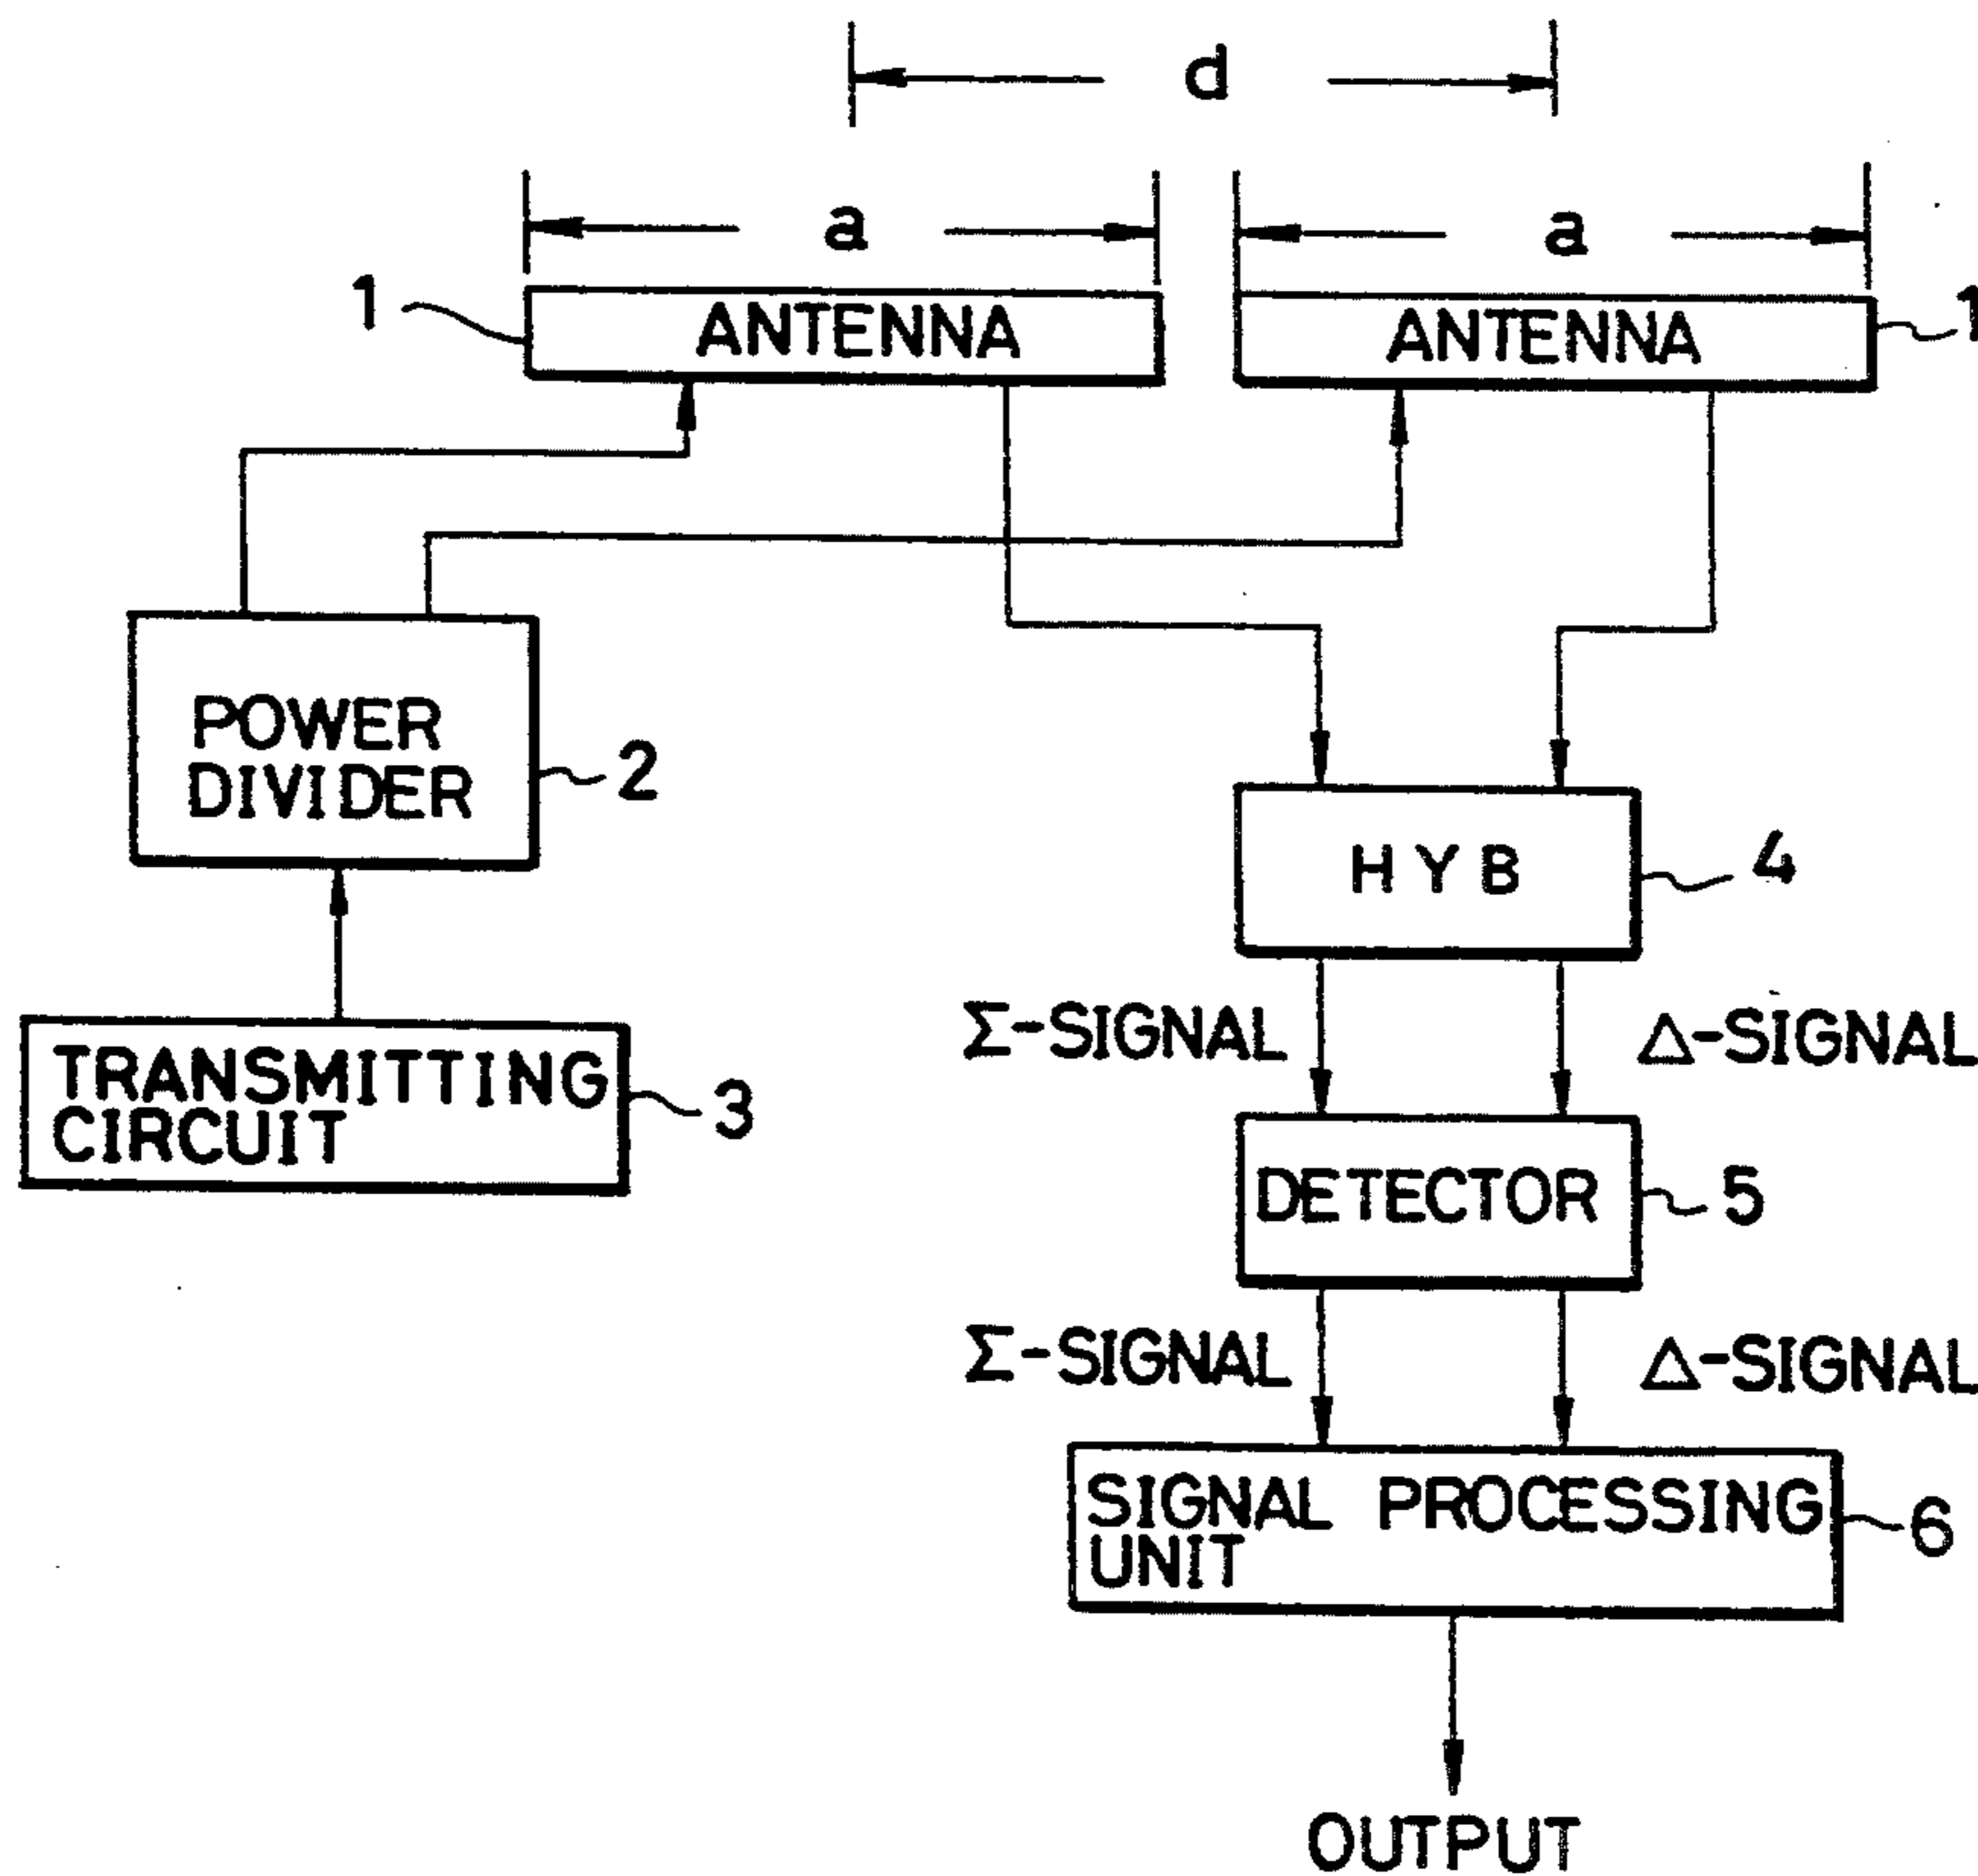 d
a
a
1
ANTENNA
ANTENNA
1
POWER
DIVIDER
2
HYB
4
Σ-SIGNAL
Δ-SIGNAL
TRANSMITTING
CIRCUIT
3
DETECTOR
5
Σ-SIGNAL
Δ-SIGNAL
SIGNAL PROCESSING
UNIT
6
OUTPUT